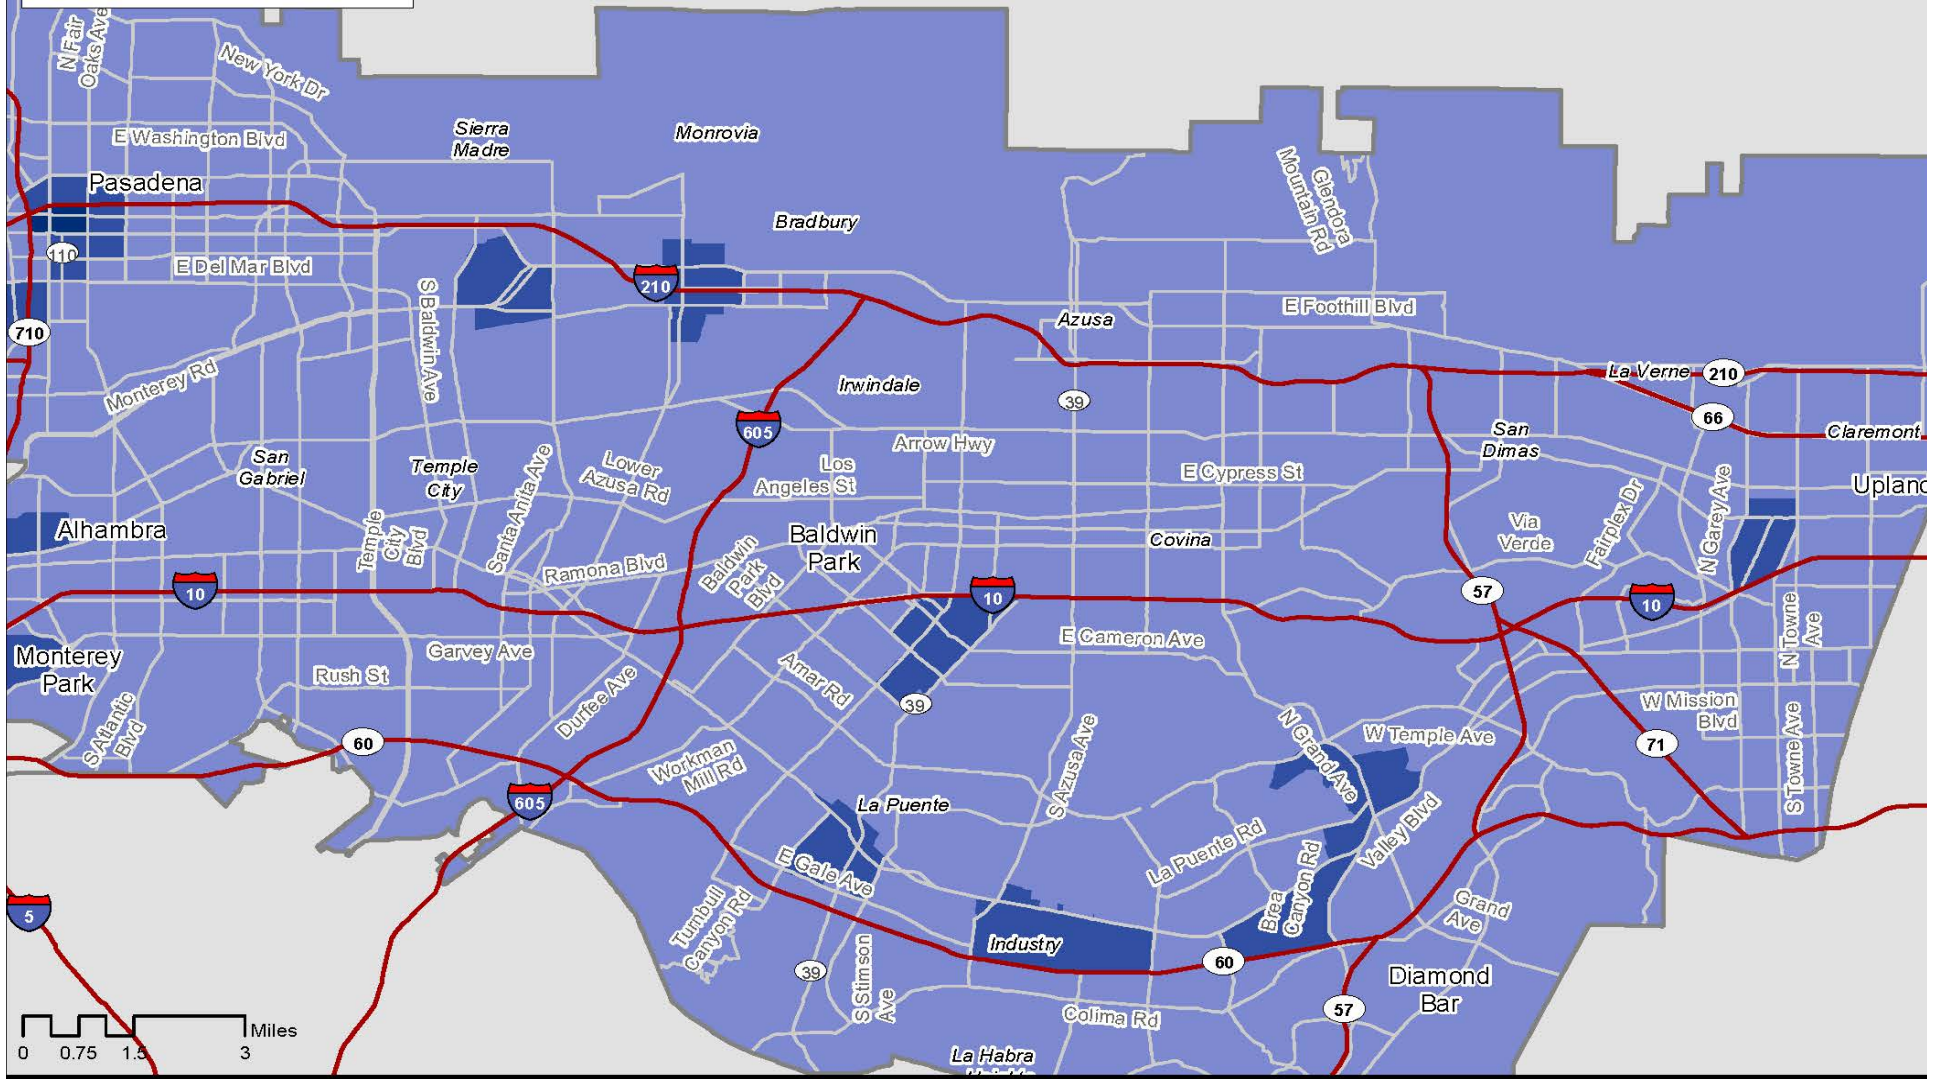 N Fair
Oaks Ave
New York Dr
E Washington Blvd
Sierra
Madre
Monrovia
Glendora
Mountain Rd
Pasadena
Bradbury
110
E Del Mar Blvd
210
S Baldwin Ave
E Foothill Blvd
Azusa
710
Monterey Rd
Irwindale
39
La Verne
210
66
605
Arrow Hwy
San
Dimas
Claremont
San
Gabriel
Temple
City
Santa Anita Ave
Lower
Azusa Rd
Los
Angeles St
E Cypress St
Uplanc
Alhambra
Temple
City
Blvd
Baldwin
Park
Covina
Via
Verde
Fairplex Dr
N Garey Ave
10
Ramona Blvd
Baldwin
Park
Blvd
10
57
10
Monterey
Park
Garvey Ave
Rush St
E Cameron Ave
N Towne
Ave
S Atlantic
Blvd
Durfee Ave
Amar Rd
39
W Mission
Blvd
60
Workman
Mill Rd
S Azusa Ave
N Grand Ave
W Temple Ave
71
S Towne Ave
605
La Puente
E Gale Ave
La Puente Rd
Valley Blvd
5
Turnbull
Canyon Rd
Brea
Canyon Rd
Grand
Ave
Industry
60
39
S Stimson
Ave
Diamond
Bar
57
Colima Rd
Miles
0 0.75 1.5 3
La Habra